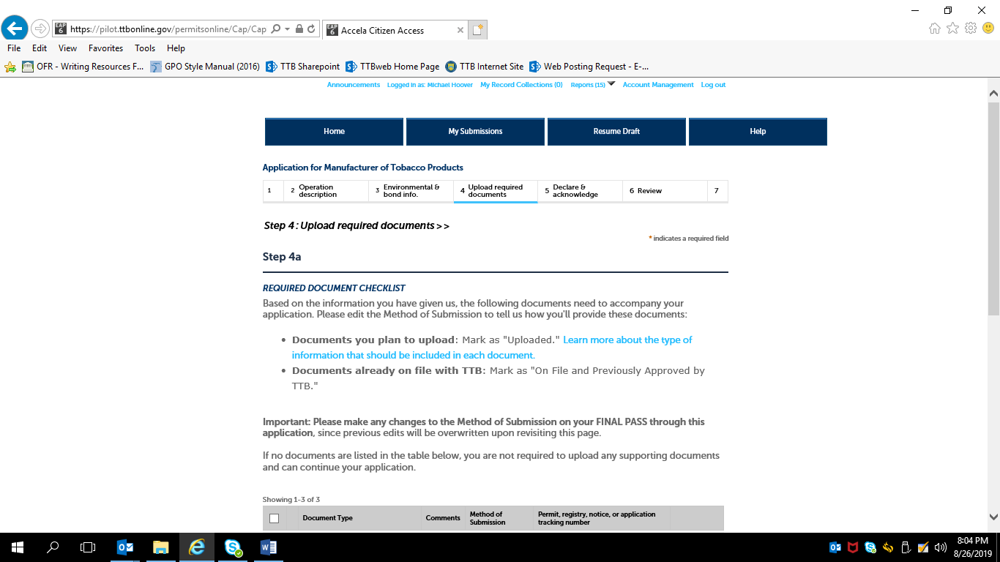 EAP
6
https://pilot.ttbonline.gov/permitsonline/Cap/Cap
EAP
6
Accela Citizen Access
File Edit View Favorites Tools Help
OFR - Writing Resources F... GPO Style Manual (2016) TTB Sharepoint TTBweb Home Page TTB Internet Site Web Posting Request - E-...
Announcements Logged in as: Michael Hoover My Record Collections (0) Reports (15) Account Management Log out
Home My Submissions Resume Draft Help
Application for Manufacturer of Tobacco Products
1
2 Operation
description
3 Environmental &
bond info.
4 Upload required
documents
5 Declare &
acknowledge
6 Review
7
Step 4 : Upload required documents >>
* indicates a required field
Step 4a
REQUIRED DOCUMENT CHECKLIST
Based on the information you have given us, the following documents need to accompany your
application. Please edit the Method of Submission to tell us how you'll provide these documents:
• Documents you plan to upload: Mark as "Uploaded." Learn more about the type of
information that should be included in each document.
• Documents already on file with TTB: Mark as "On File and Previously Approved by
TTB."
Important: Please make any changes to the Method of Submission on your FINAL PASS through this
application, since previous edits will be overwritten upon revisiting this page.
If no documents are listed in the table below, you are not required to upload any supporting documents
and can continue your application.
Showing 1-3 of 3
Document Type
Comments
Method of
Submission
Permit, registry, notice, or application
tracking number
8:04 PM
8/26/2019